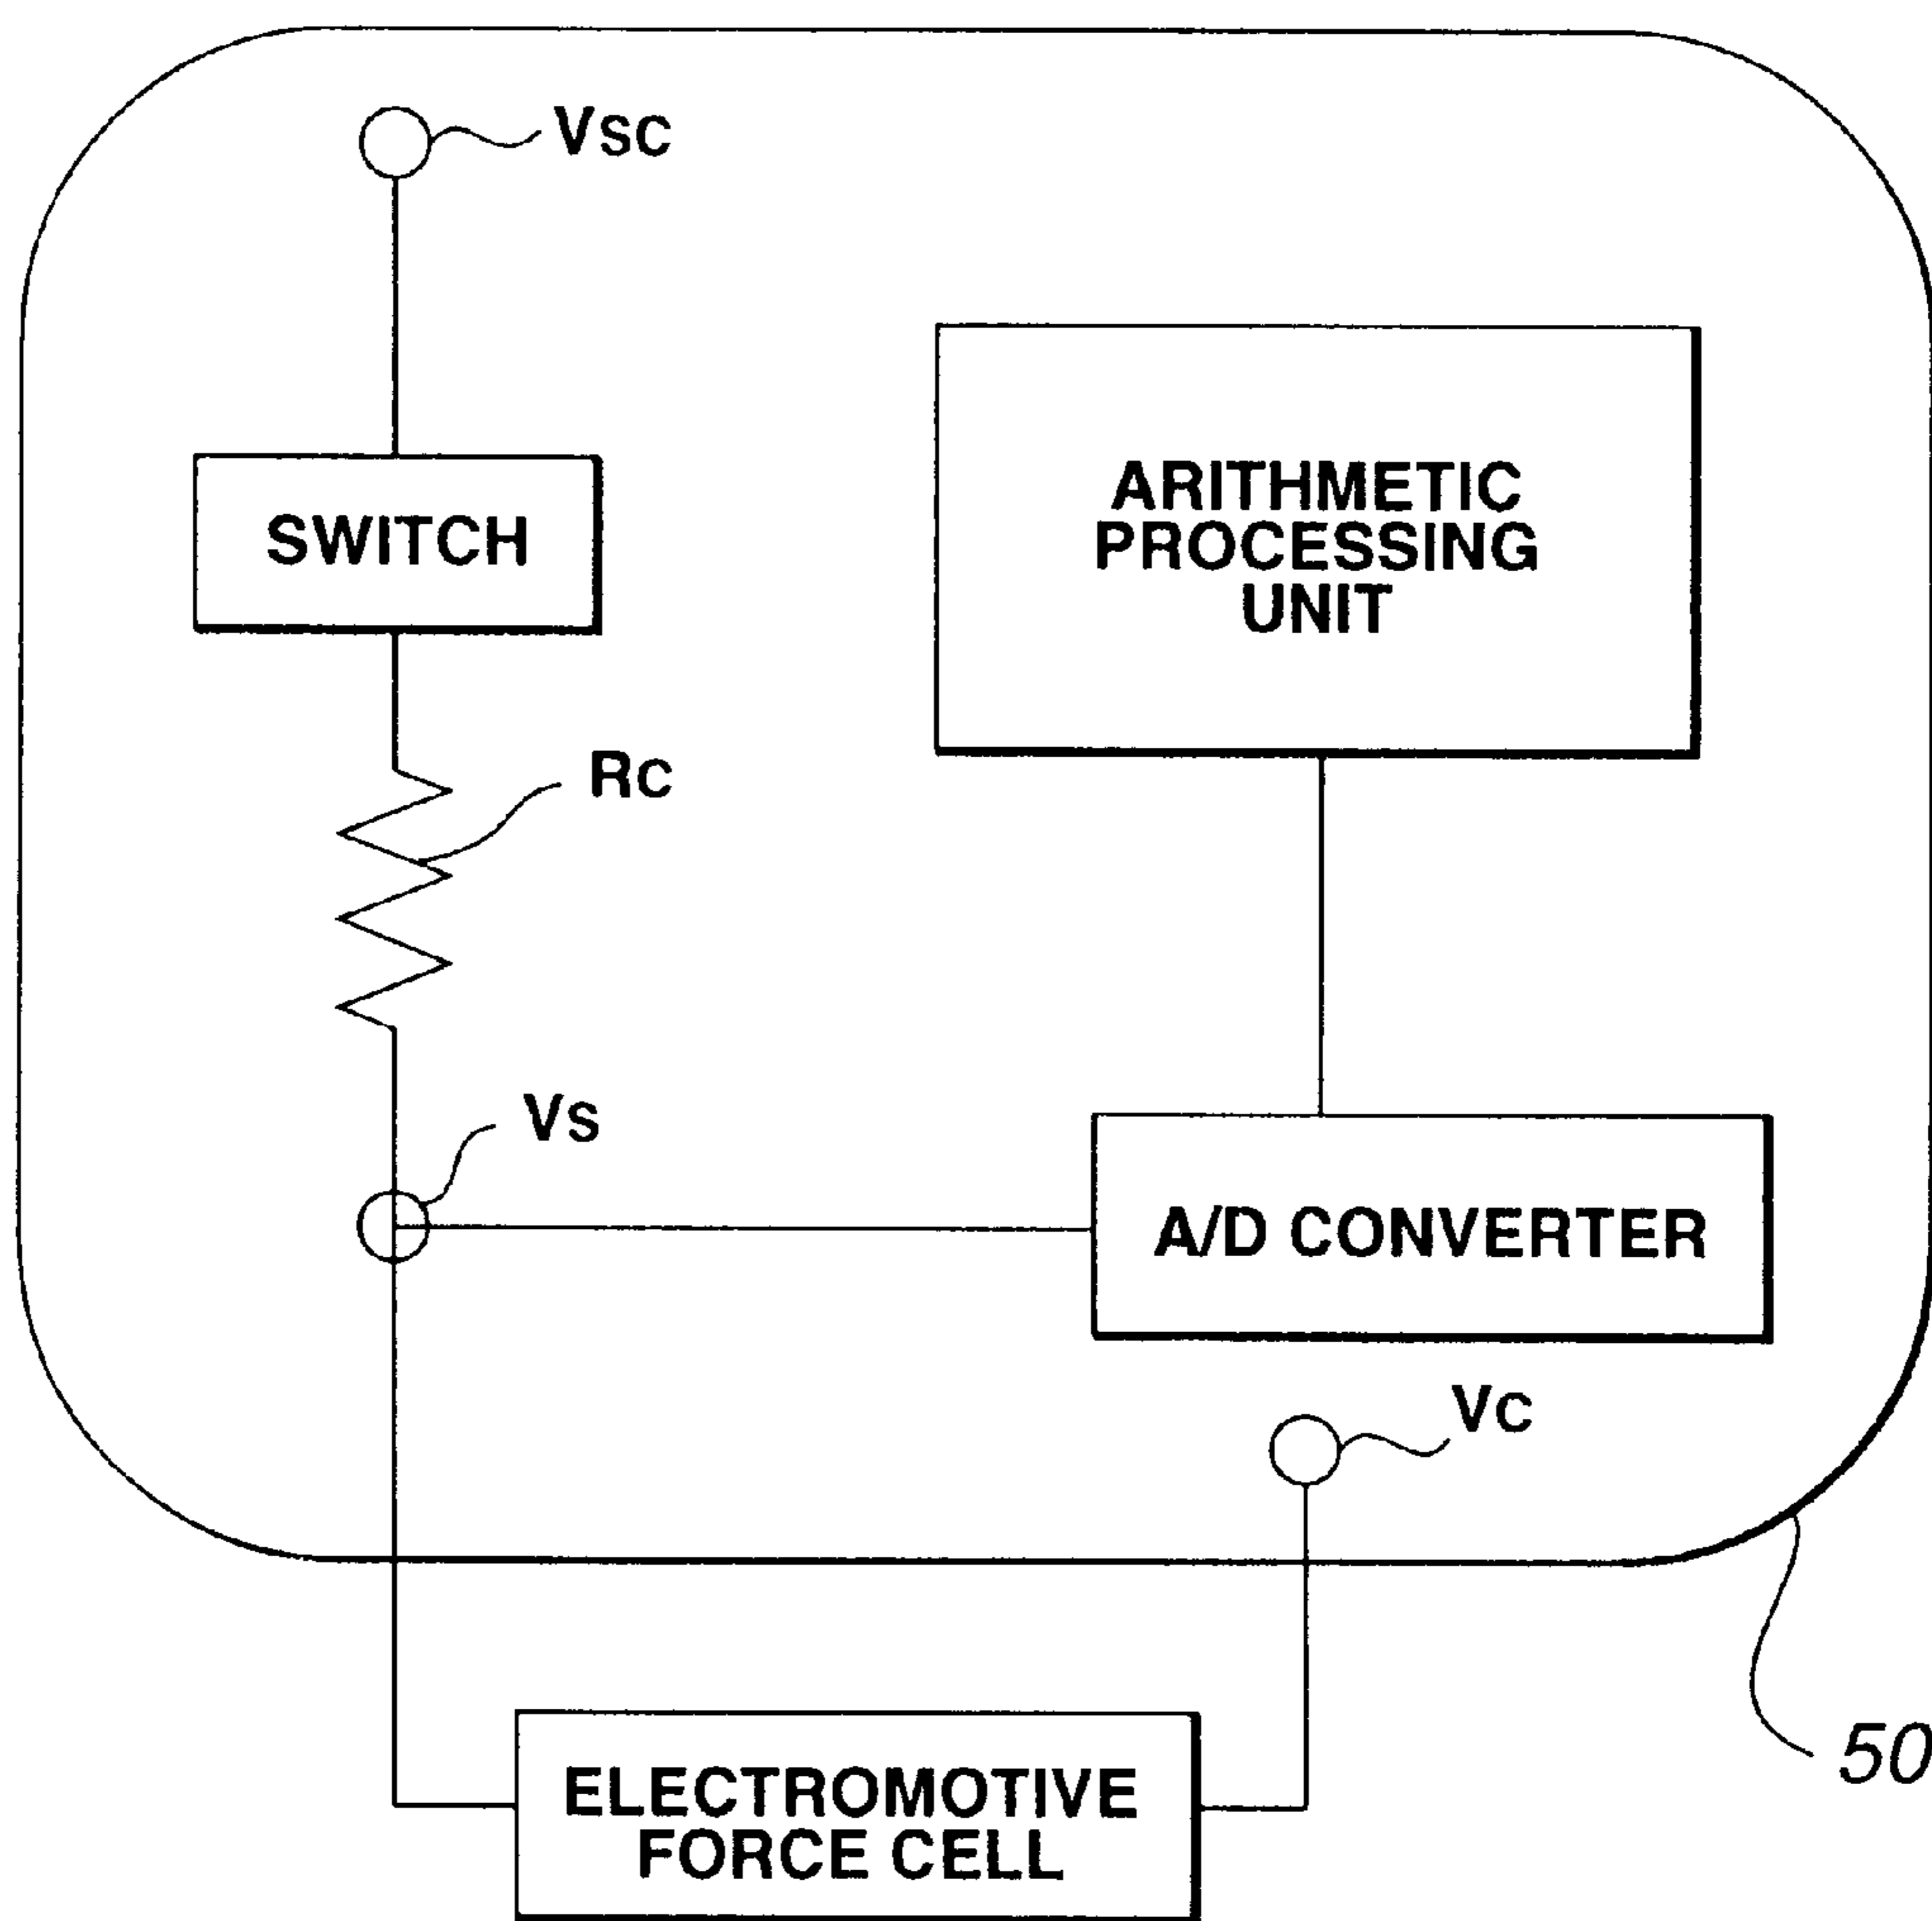 VSC
SWITCH
ARITHMETIC
PROCESSING
UNIT
RC
VS
A/D CONVERTER
VC
50
ELECTROMOTIVE
FORCE CELL